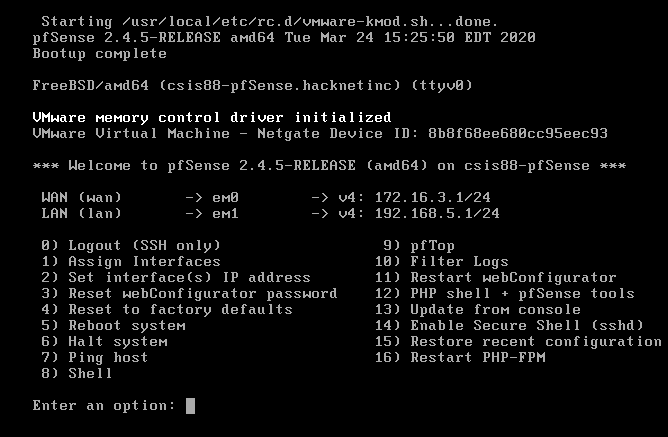 Starting /usr/local/etc/rc.d/vmware-kmod.sh...done.
pfSense 2.4.5-RELEASE amd64 Tue Mar 24 15:25:50 EDT 2020
Bootup complete
FreeBSD/amd64 (csis88-pfSense.hacknetinc) (ttyv0)
VMware memory control driver initialized
VMware Virtual Machine - Netgate Device ID: 8b8f68ee680cc95eec93
*** Welcome to pfSense 2.4.5-RELEASE (amd64) on csis88-pfSense ***
WAN (wan) -> em0 -> v4: 172.16.3.1/24
LAN (lan) -> em1 -> v4: 192.168.5.1/24
0) Logout (SSH only) 9) pfTop
1) Assign Interfaces 10) Filter Logs
2) Set interface(s) IP address 11) Restart webConfigurator
3) Reset webConfigurator password 12) PHP shell + pfSense tools
4) Reset to factory defaults 13) Update from console
5) Reboot system 14) Enable Secure Shell (sshd)
6) Halt system 15) Restore recent configuration
7) Ping host 16) Restart PHP-FPM
8) Shell
Enter an option: